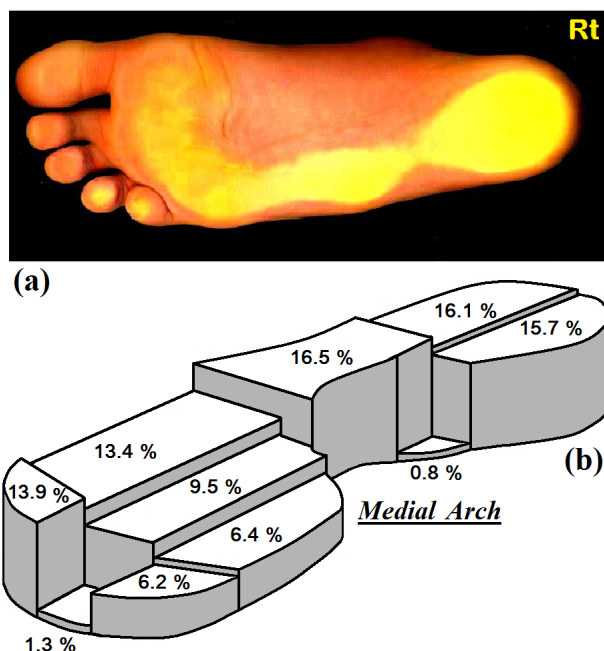 Rt
(a)
16.1 %
15.7 %
16.5 %
0.8 %
(b)
13.4 %
13.9 %
9.5 %
Medial Arch
6.4 %
6.2 %
1.3 %